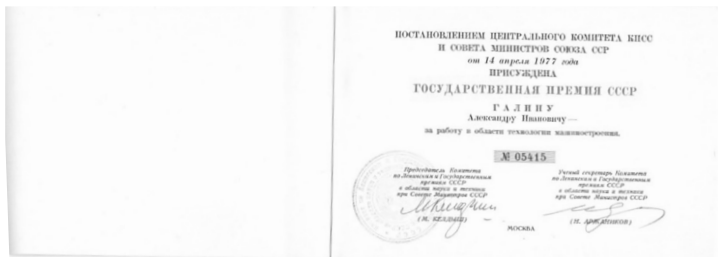 ПОСТАНОВЛЕНИЕМ ЦЕНТРАЛЬНОГО КОМИТЕТА КПСС
И СОВЕТА МИНИСТРОВ СОЮЗА ССР
от 14 апреля 1977 года
ПРИСУЖДЕНА
ГОСУДАРСТВЕННАЯ ПРЕМИЯ СССР
ГАЛИНУ
Александру Ивановичу —
за работу в области технологии машиностроения.
№ 05415
Председатель Комитета
по Ленинским и Государственным
премиям СССР
в области науки и техники
при Совете Министров СССР
(М. КЕЛДЫШ)
Ученый секретарь Комитета
по Ленинским и Государственным
премиям СССР
в области науки и техники
при Совете Министров СССР
(И. АРЖАНИКОВ)
МОСКВА